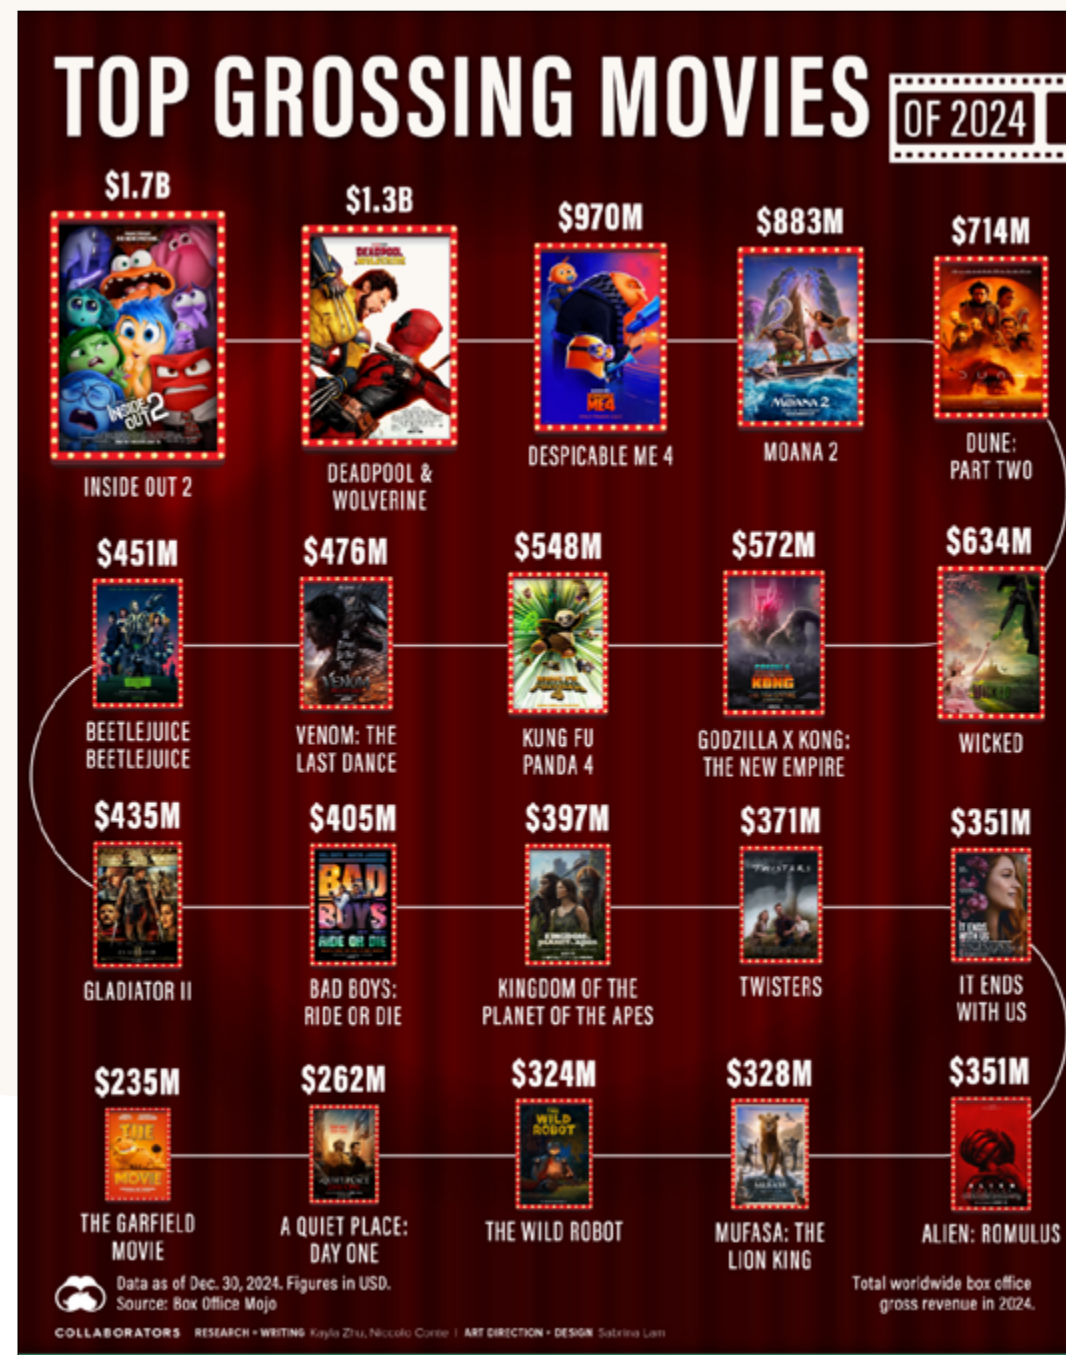 TOP GROSSING MOVIES
OF 2024
$1.7B
INSIDE OUT 2
$1.3B
DEADPOOL &
WOLVERINE
$970M
DESPICABLE ME 4
$883M
MOANA 2
$714M
DUNE:
PART TWO
$634M
WICKED
$572M
GODZILLA X KONG:
THE NEW EMPIRE
$548M
KUNG FU
PANDA 4
$476M
VENOM: THE
LAST DANCE
$451M
BEETLEJUICE
BEETLEJUICE
$435M
GLADIATOR II
$405M
BAD BOYS:
RIDE OR DIE
$397M
KINGDOM OF THE
PLANET OF THE APES
$371M
TWISTERS
$351M
IT ENDS
WITH US
$351M
ALIEN: ROMULUS
$328M
MUFASA: THE
LION KING
$324M
THE WILD ROBOT
$262M
A QUIET PLACE:
DAY ONE
$235M
THE GARFIELD
MOVIE
Data as of Dec. 30, 2024. Figures in USD.
Source: Box Office Mojo
Total worldwide box office
gross revenue in 2024.
COLLABORATORS RESEARCH + WRITING Kayla Zhu, Niccolo Conte | ART DIRECTION + DESIGN Sabrina Lam